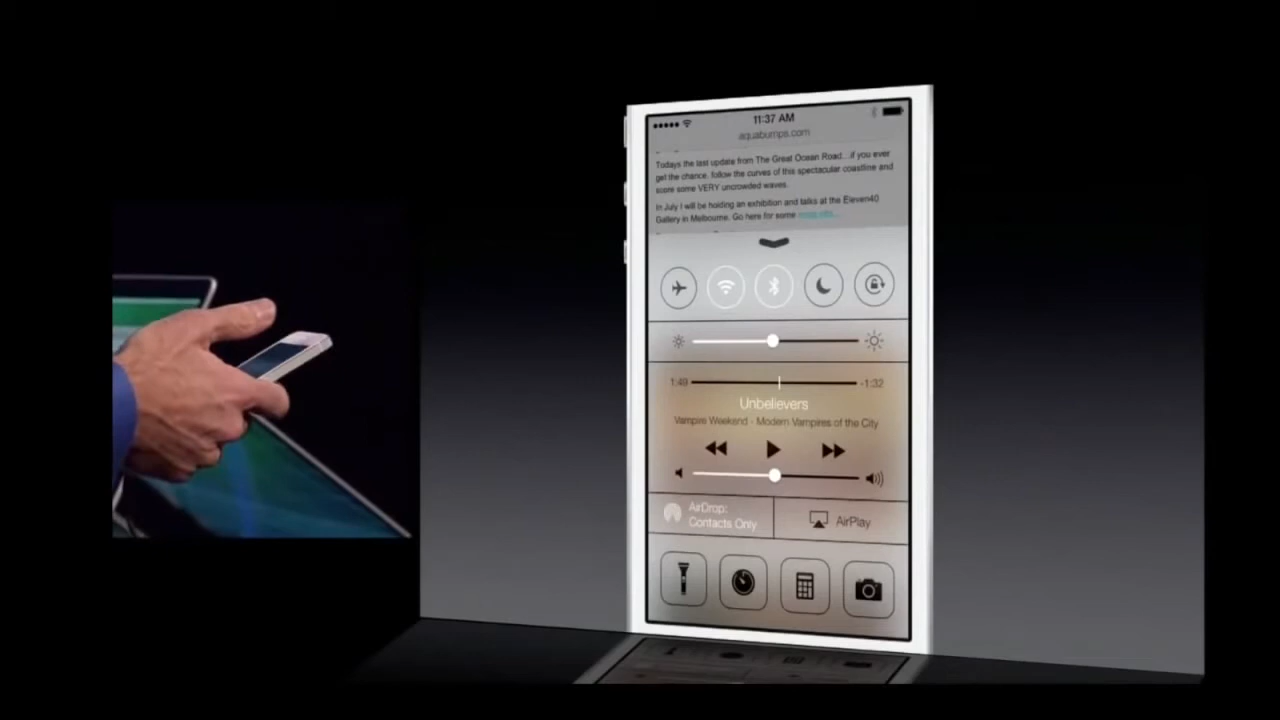 11:37 AM
aquabumps.com
Todays the last update from The Great Ocean Road...if you ever
get the chance, follow the curves of this spectacular coastline and
score some VERY uncrowded waves.
In July I will be holding an exhibition and talks at the Eleven40
Gallery in Melbourne. Go here for some
1:49
-1:32
Unbelievers
Vampire Weekend - Modern Vampires of the City
AirDrop:
Contacts Only
AirPlay